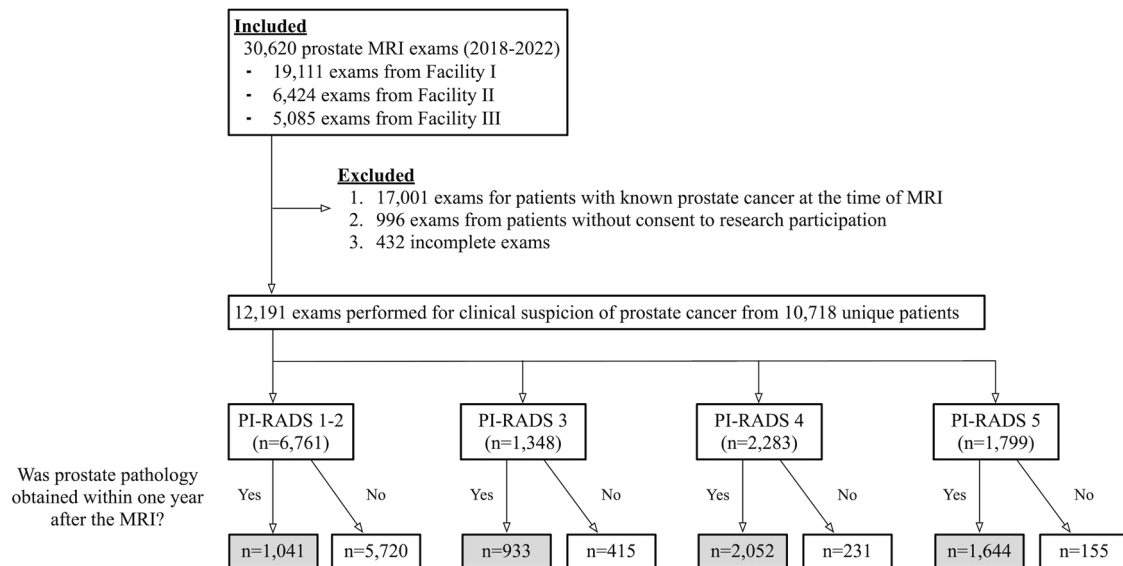 Included
30,620 prostate MRI exams (2018-2022)
- 19,111 exams from Facility I
- 6,424 exams from Facility II
- 5,085 exams from Facility III
Excluded
1. 17,001 exams for patients with known prostate cancer at the time of MRI
2. 996 exams from patients without consent to research participation
3. 432 incomplete exams
12,191 exams performed for clinical suspicion of prostate cancer from 10,718 unique patients
PI-RADS 1-2
(n=6,761)
PI-RADS 3
(n=1,348)
PI-RADS 4
(n=2,283)
PI-RADS 5
(n=1,799)
Was prostate pathology
obtained within one year
after the MRI?
Yes
No
Yes
No
Yes
No
Yes
No
n=1,041
n=5,720
n=933
n=415
n=2,052
n=231
n=1,644
n=155